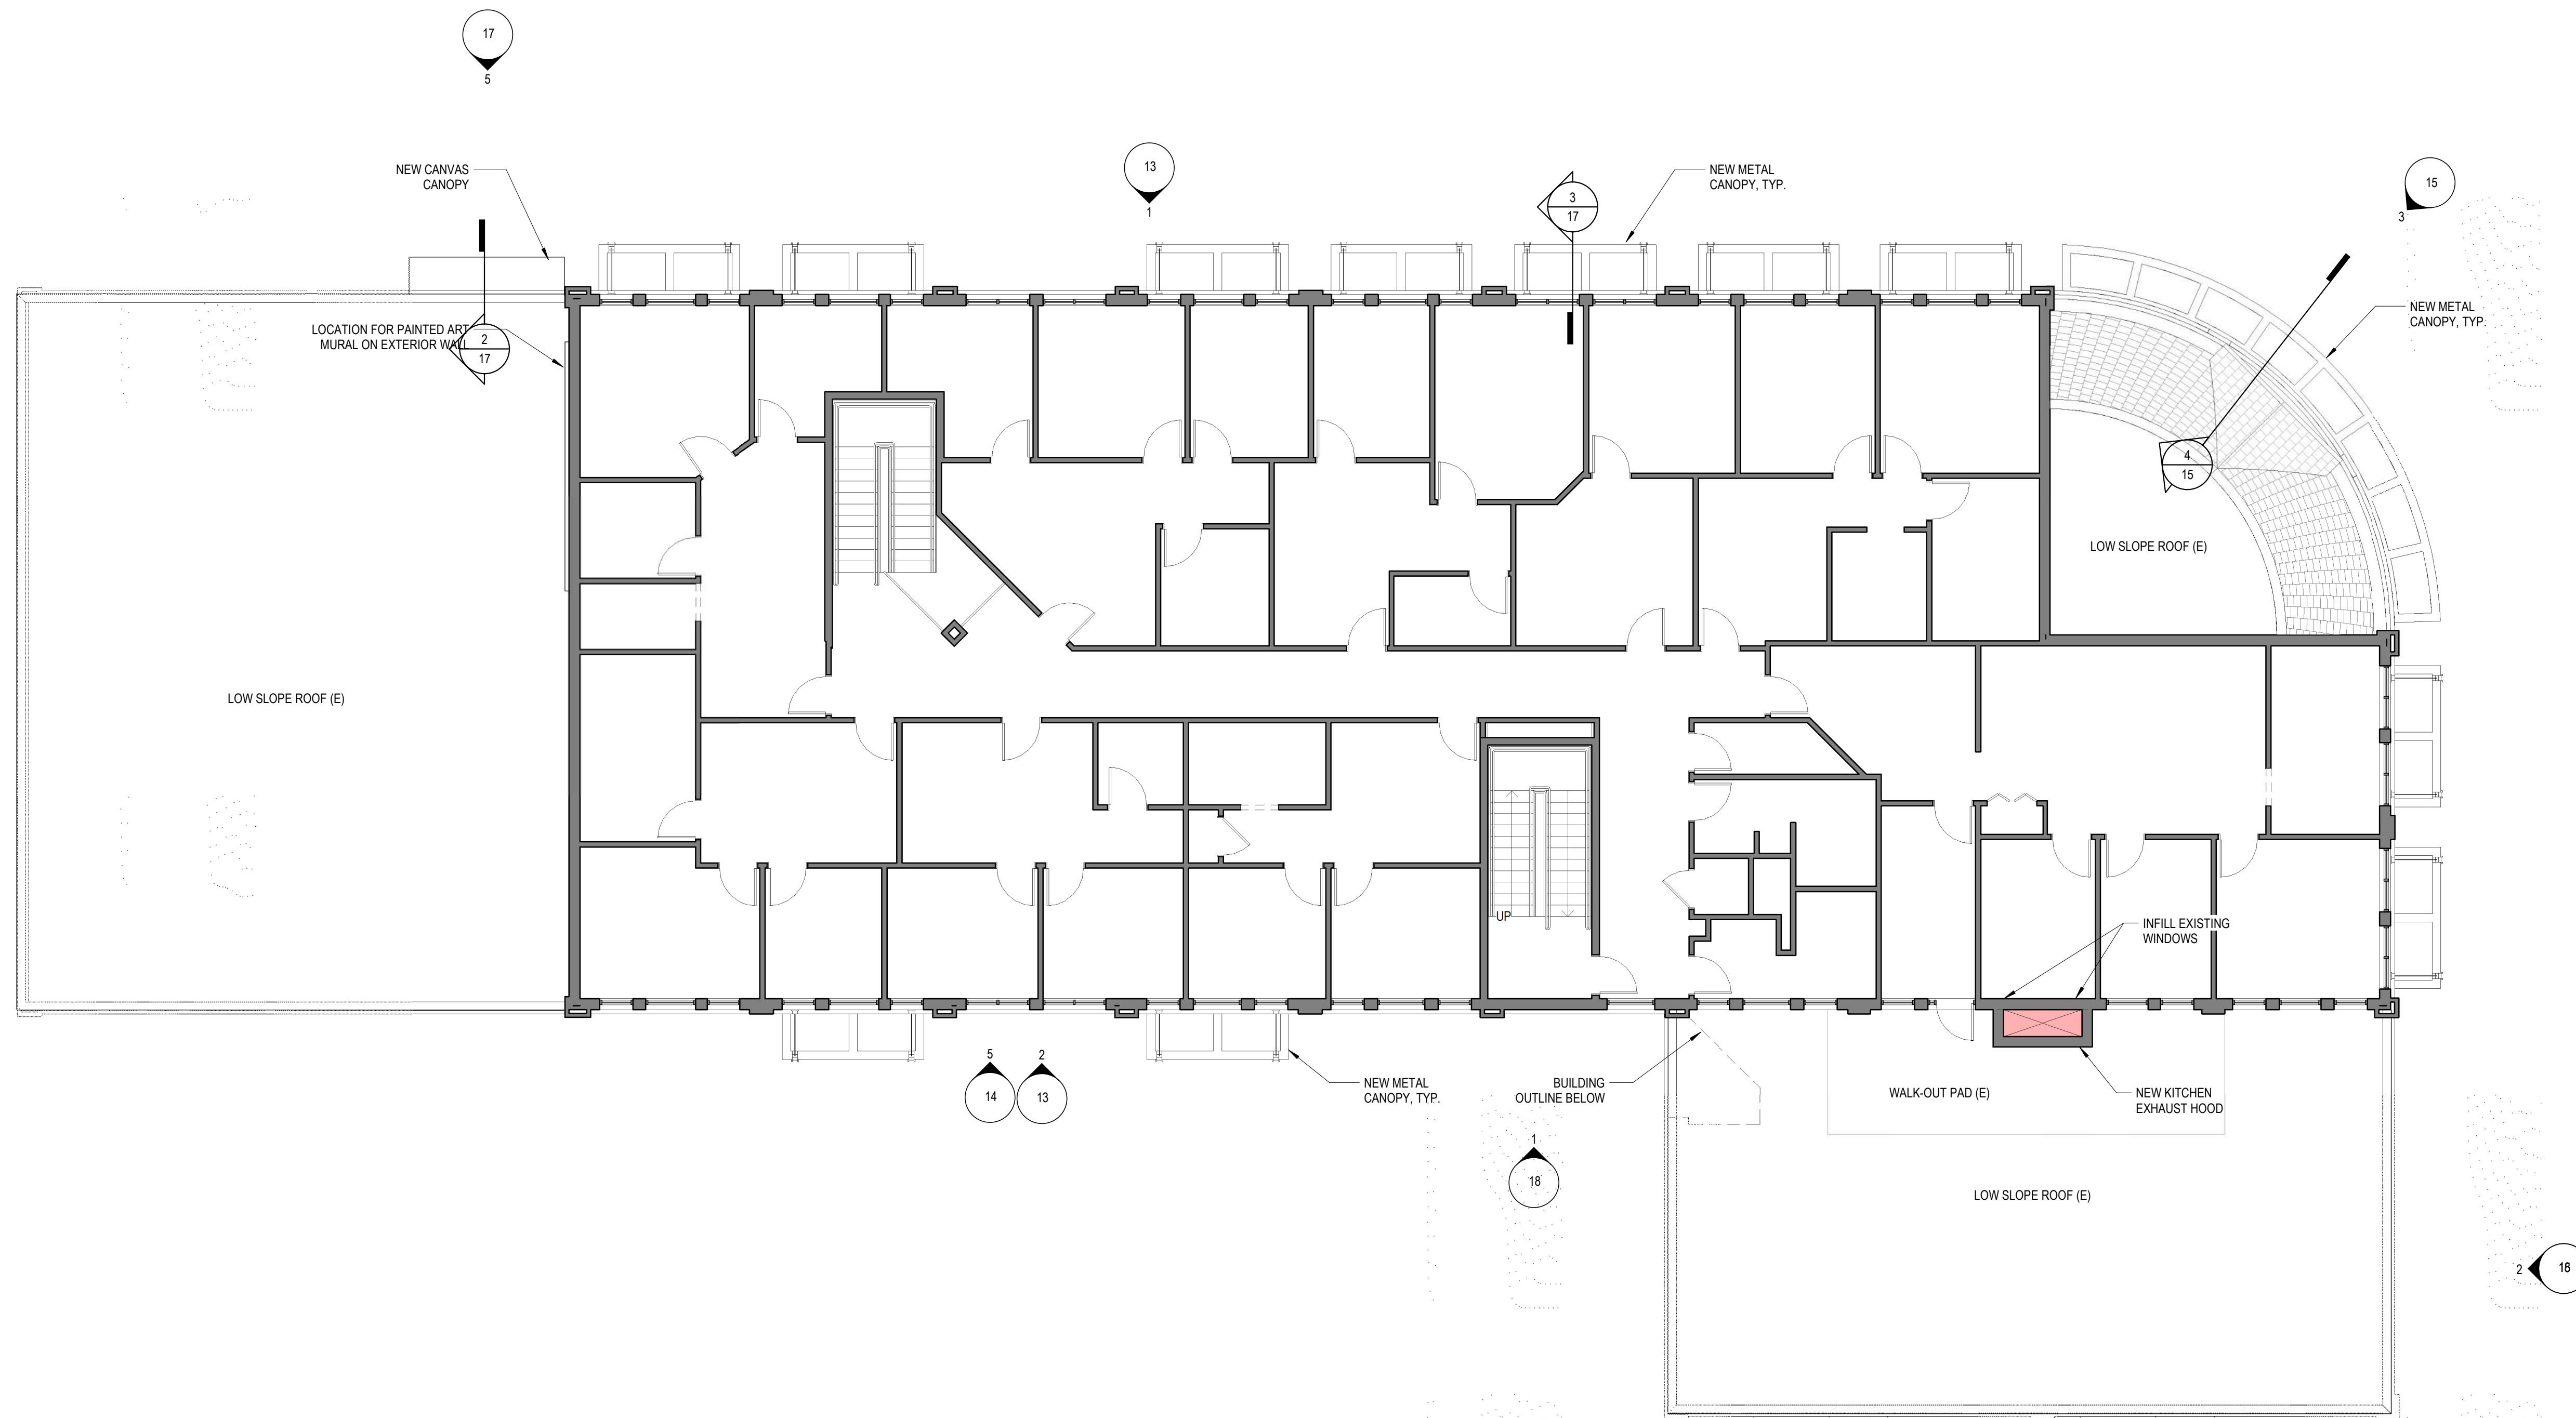 17
5
NEW CANVAS
CANOPY
13
1
3
17
NEW METAL
CANOPY, TYP.
15
3
LOCATION FOR PAINTED ART
MURAL ON EXTERIOR WALL
2
17
NEW METAL
CANOPY, TYP.
4
15
LOW SLOPE ROOF (E)
LOW SLOPE ROOF (E)
UP
INFILL EXISTING
WINDOWS
5
14
2
13
NEW METAL
CANOPY, TYP.
BUILDING
OUTLINE BELOW
WALK-OUT PAD (E)
NEW KITCHEN
EXHAUST HOOD
1
18
LOW SLOPE ROOF (E)
2